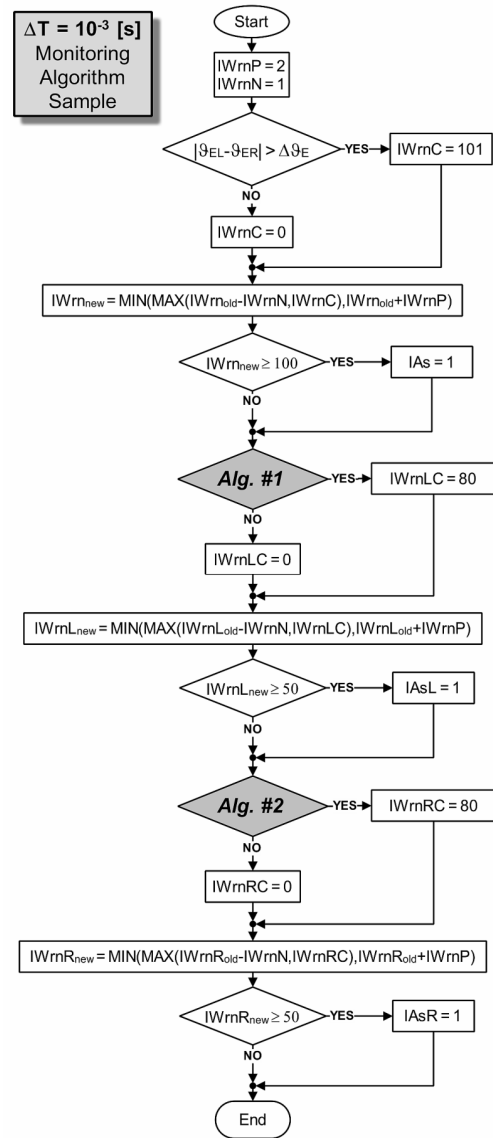 ΔT = 10⁻³ [s]
Monitoring
Algorithm
Sample
Start
IWrnP = 2
IWrnN = 1
|ϑEL-ϑER| > ΔϑE
YES
IWrnC = 101
NO
IWrnC = 0
IWrnnew = MIN(MAX(IWrnold-IWrnN,IWrnC),IWrnold+IWrnP)
IWrnnew ≥ 100
YES
IAs = 1
NO
Alg. #1
YES
IWrnLC = 80
NO
IWrnLC = 0
IWrnLnew = MIN(MAX(IWrnLold-IWrnN,IWrnLC),IWrnLold+IWrnP)
IWrnLnew ≥ 50
YES
IAsL = 1
NO
Alg. #2
YES
IWrnRC = 80
NO
IWrnRC = 0
IWrnRnew = MIN(MAX(IWrnRold-IWrnN,IWrnRC),IWrnRold+IWrnP)
IWrnRnew ≥ 50
YES
IAsR = 1
NO
End